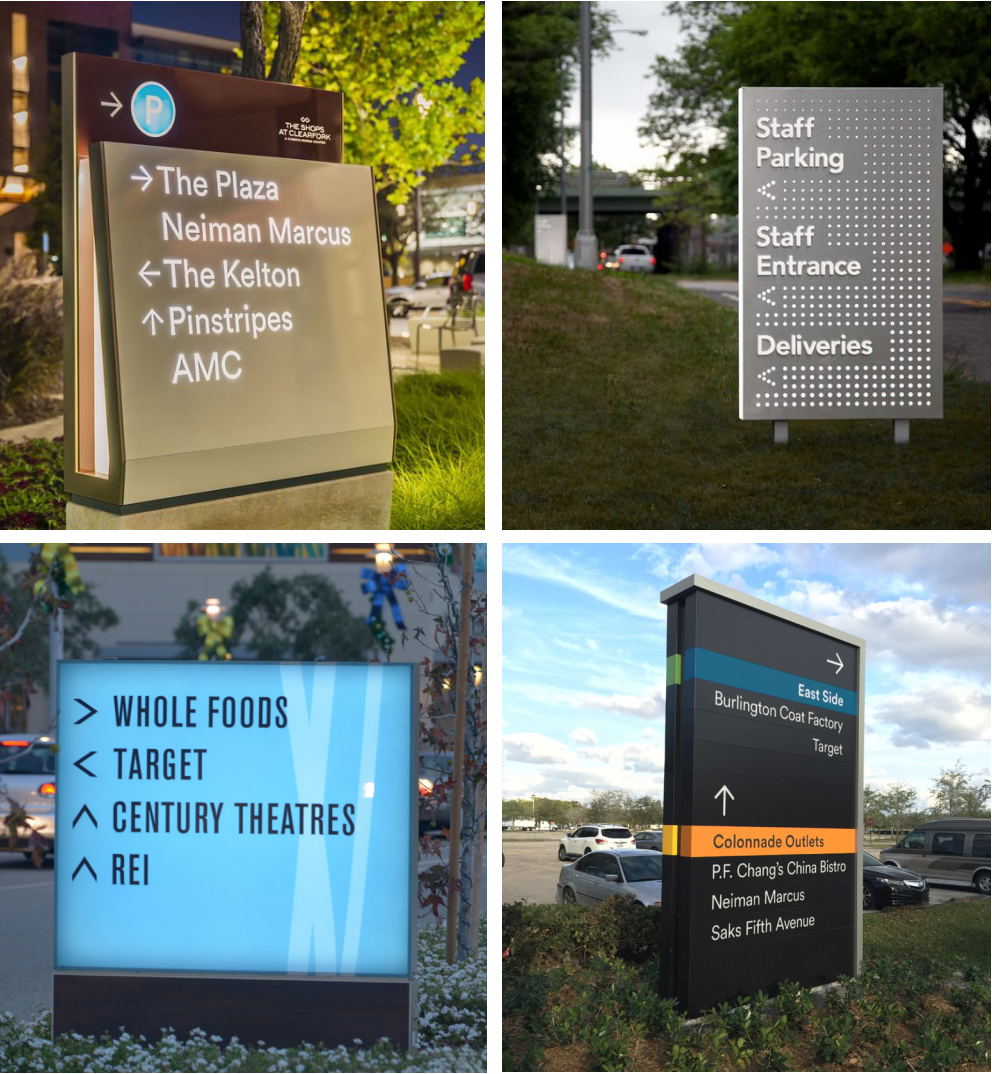 → P
THE SHOPS
AT CLEARFORK
→ The Plaza
Neiman Marcus
← The Kelton
↑ Pinstripes
AMC
Staff
Parking
<
Staff
Entrance
<
Deliveries
<
> WHOLE FOODS
< TARGET
∧ CENTURY THEATRES
∧ REI
→
East Side
Burlington Coat Factory
Target
↑
Colonnade Outlets
P.F. Chang's China Bistro
Neiman Marcus
Saks Fifth Avenue